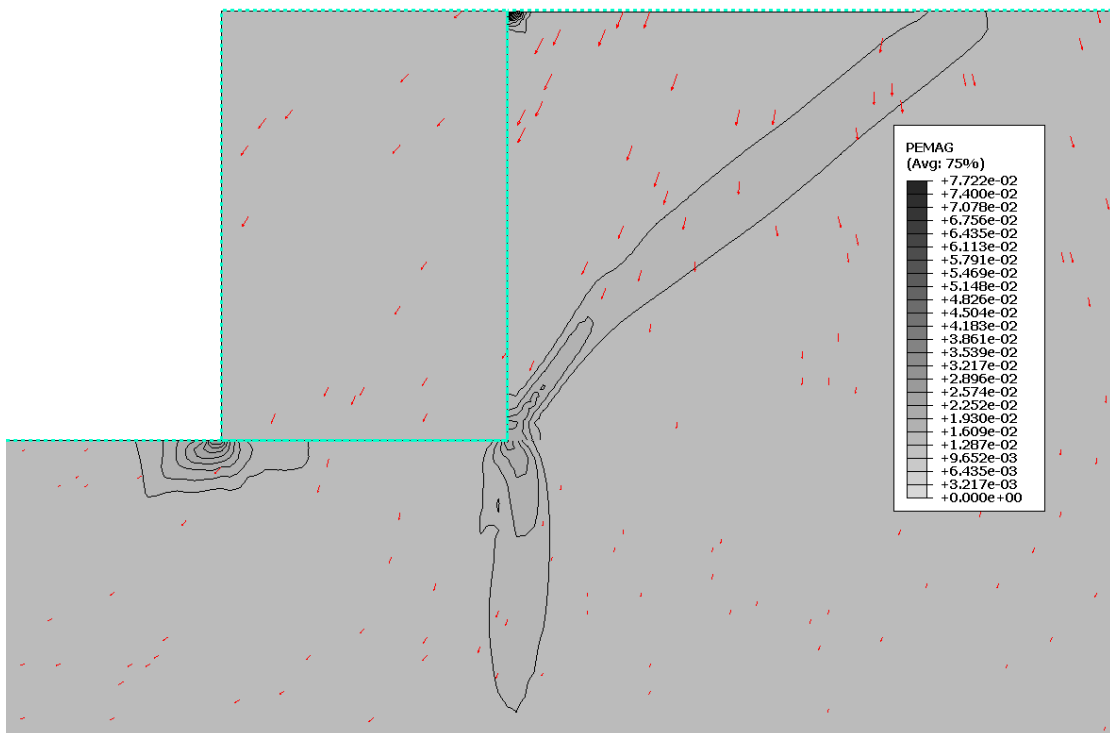 PEMAG
(Avg: 75%)
+7.722e-02
+7.400e-02
+7.078e-02
+6.756e-02
+6.435e-02
+6.113e-02
+5.791e-02
+5.469e-02
+5.148e-02
+4.826e-02
+4.504e-02
+4.183e-02
+3.861e-02
+3.539e-02
+3.217e-02
+2.896e-02
+2.574e-02
+2.252e-02
+1.930e-02
+1.609e-02
+1.287e-02
+9.652e-03
+6.435e-03
+3.217e-03
+0.000e+00